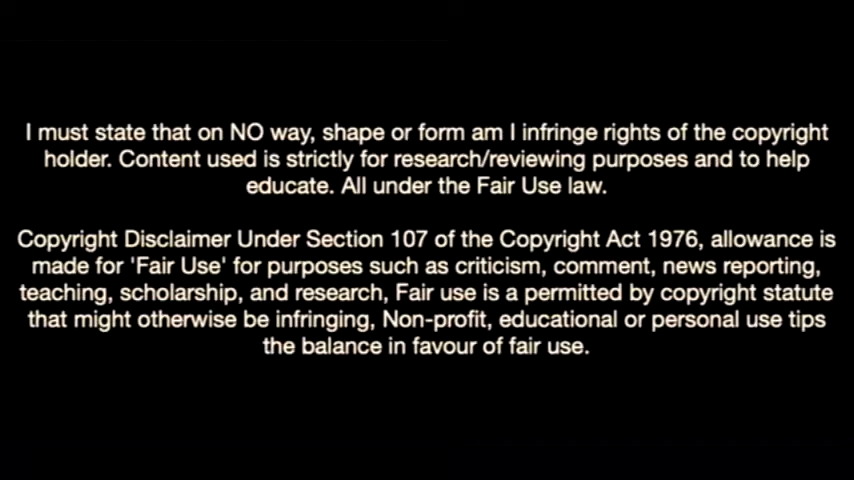 I must state that on NO way, shape or form am I infringe rights of the copyright
holder. Content used is strictly for research/reviewing purposes and to help
educate. All under the Fair Use law.
Copyright Disclaimer Under Section 107 of the Copyright Act 1976, allowance is
made for 'Fair Use' for purposes such as criticism, comment, news reporting,
teaching, scholarship, and research, Fair use is a permitted by copyright statute
that might otherwise be infringing, Non-profit, educational or personal use tips
the balance in favour of fair use.